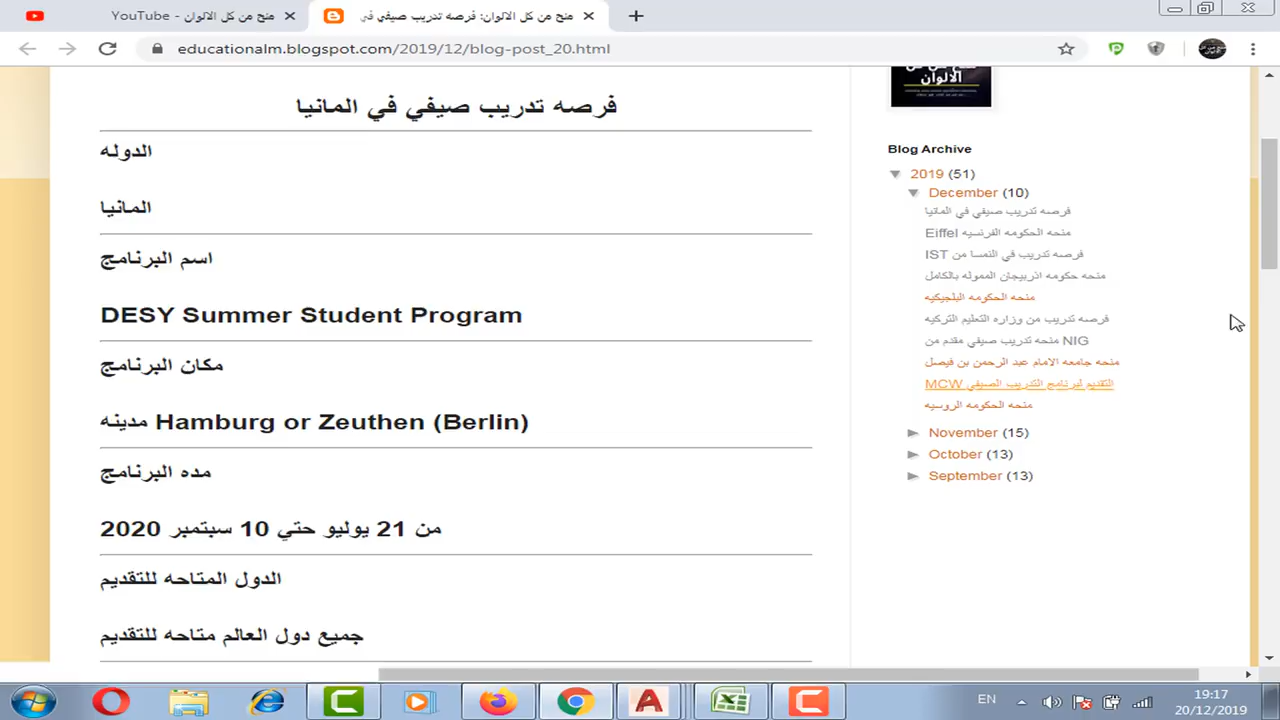 منح من كل الالوان - YouTube
منح من كل الالوان: فرصه تدريب صيفي في
educationalm.blogspot.com/2019/12/blog-post_20.html
فرصه تدريب صيفي في المانيا
الدوله
المانيا
اسم البرنامج
DESY Summer Student Program
مكان البرنامج
مدينه Hamburg or Zeuthen (Berlin)
مده البرنامج
من 21 يوليو حتي 10 سبتمبر 2020
الدول المتاحه للتقديم
جميع دول العالم متاحه للتقديم
الالوان
Blog Archive
2019 (51)
December (10)
فرصه تدريب صيفي في المانيا
منحه الحكومه الفرنسيه Eiffel
فرصه تدريب في النمسا من IST
منحه حكومه اذربيجان المموله بالكامل
منحه الحكومه البلجيكيه
فرصه تدريب من وزاره التعليم التركيه
منحه تدريب صيفي مقدم من NIG
منحه جامعه الامام عبد الرحمن بن فيصل
التقديم لبرنامج التدريب الصيفي MCW
منحه الحكومه الروسيه
November (15)
October (13)
September (13)
EN
19:17
20/12/2019